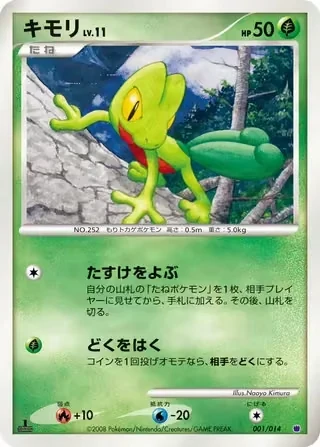 キモリ LV.11 HP 50
たね
NO.252 もりトカゲポケモン 高さ:0.5m 重さ:5.0kg
たすけをよぶ
自分の山札の「たねポケモン」を1枚、相手プレイ
ヤーに見せてから、手札に加える。その後、山札を
切る。
どくをはく
コインを1回投げオモテなら、相手をどくにする。
Illus.Naoyo Kimura
弱点 抵抗力 にげる
+10 -20
1
©2008 Pokémon/Nintendo/Creatures/GAME FREAK. 001/014